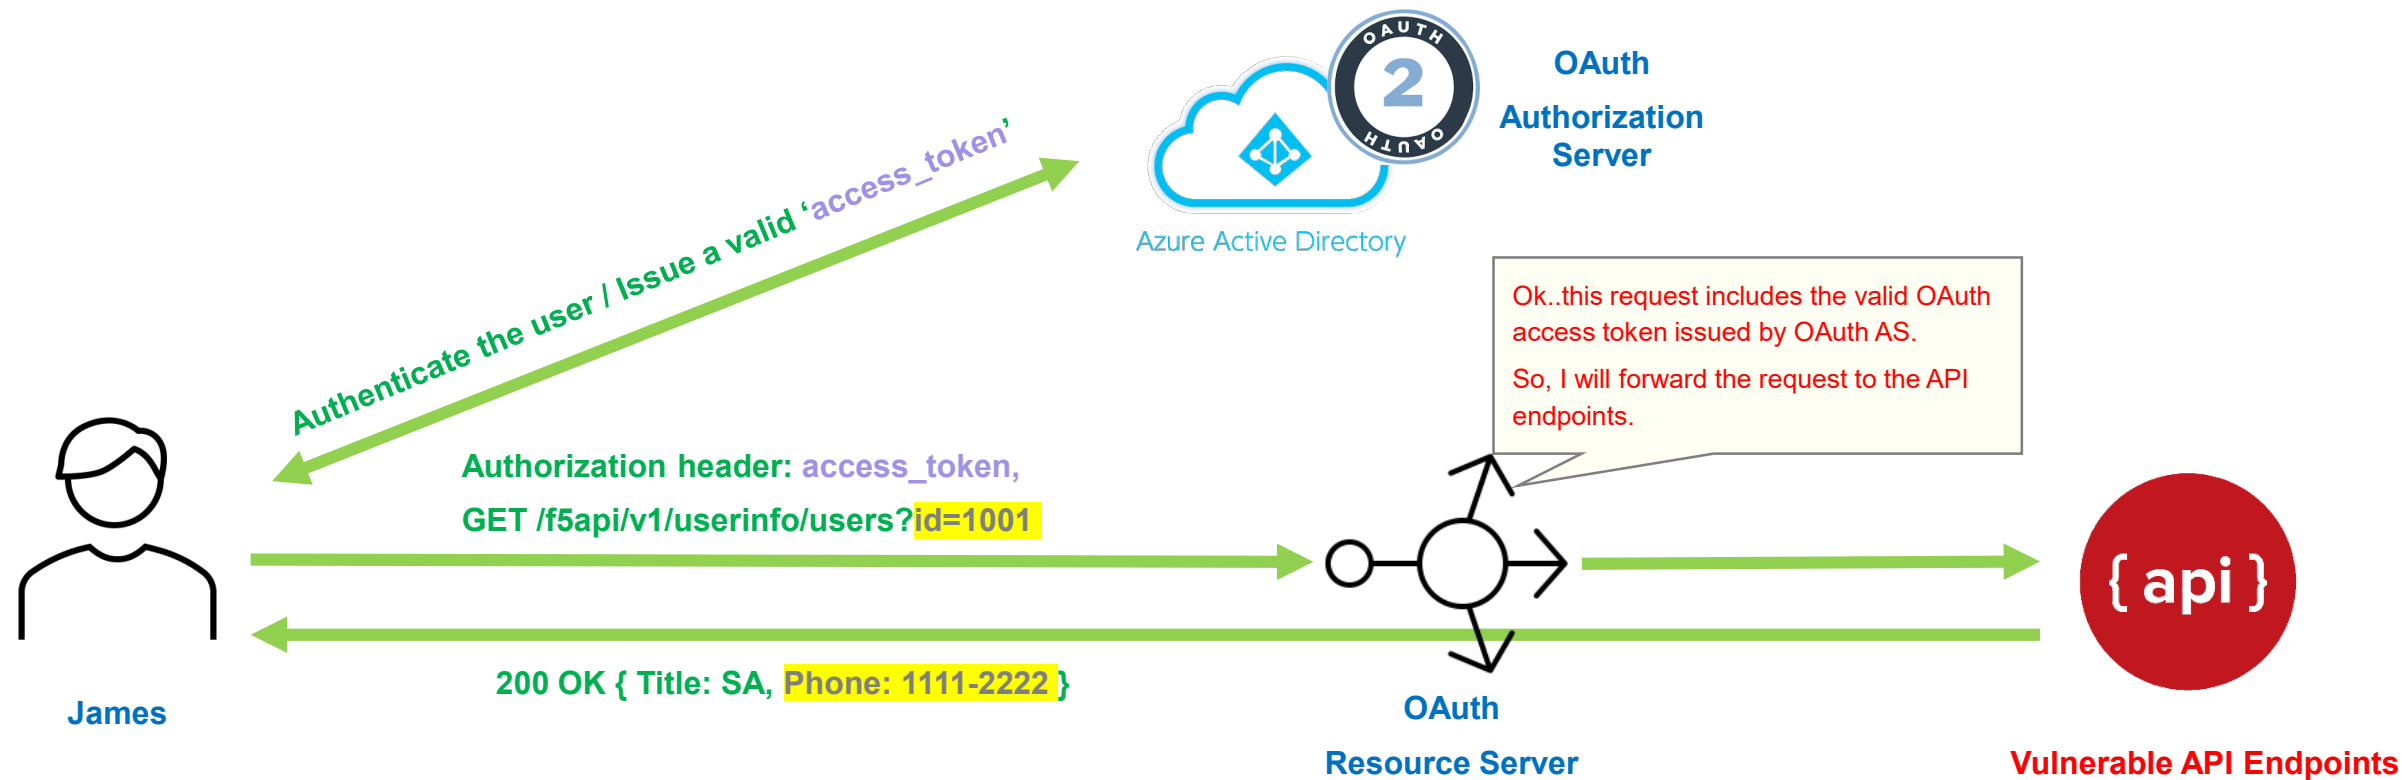 OAUTH
2
OAUTH
OAuth
Authorization
Server
Azure Active Directory
Authenticate the user / Issue a valid ‘access_token’
Ok..this request includes the valid OAuth
access token issued by OAuth AS.
So, I will forward the request to the API
endpoints.
Authorization header: access_token,
GET /f5api/v1/userinfo/users?id=1001
{ api }
200 OK { Title: SA, Phone: 1111-2222 }
James
OAuth
Resource Server
Vulnerable API Endpoints